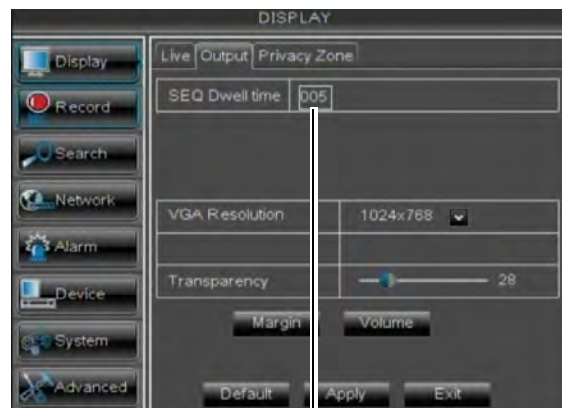 DISPLAY
Display
Record
Search
Network
Alarm
Device
System
Advanced
Live Output Privacy Zone
SEQ Dwell time 005
VGA Resolution 1024x768
Transparency 28
Margin Volume
Default Apply Exit